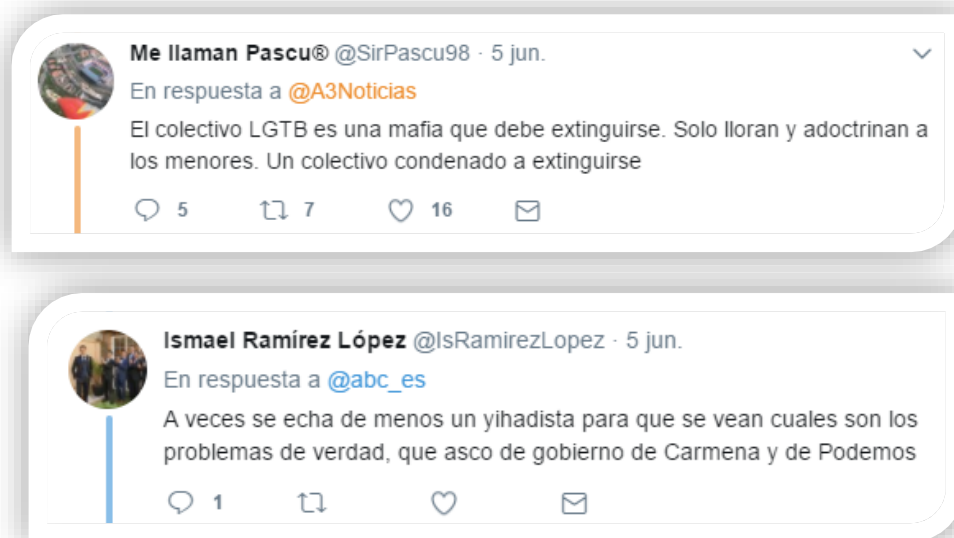 Me llaman Pascu® @SirPascu98 · 5 jun.
En respuesta a @A3Noticias
El colectivo LGTB es una mafia que debe extinguirse. Solo lloran y adoctrinan a
los menores. Un colectivo condenado a extinguirse
5 7 16
Ismael Ramírez López @IsRamirezLopez · 5 jun.
En respuesta a @abc_es
A veces se echa de menos un yihadista para que se vean cuales son los
problemas de verdad, que asco de gobierno de Carmena y de Podemos
1